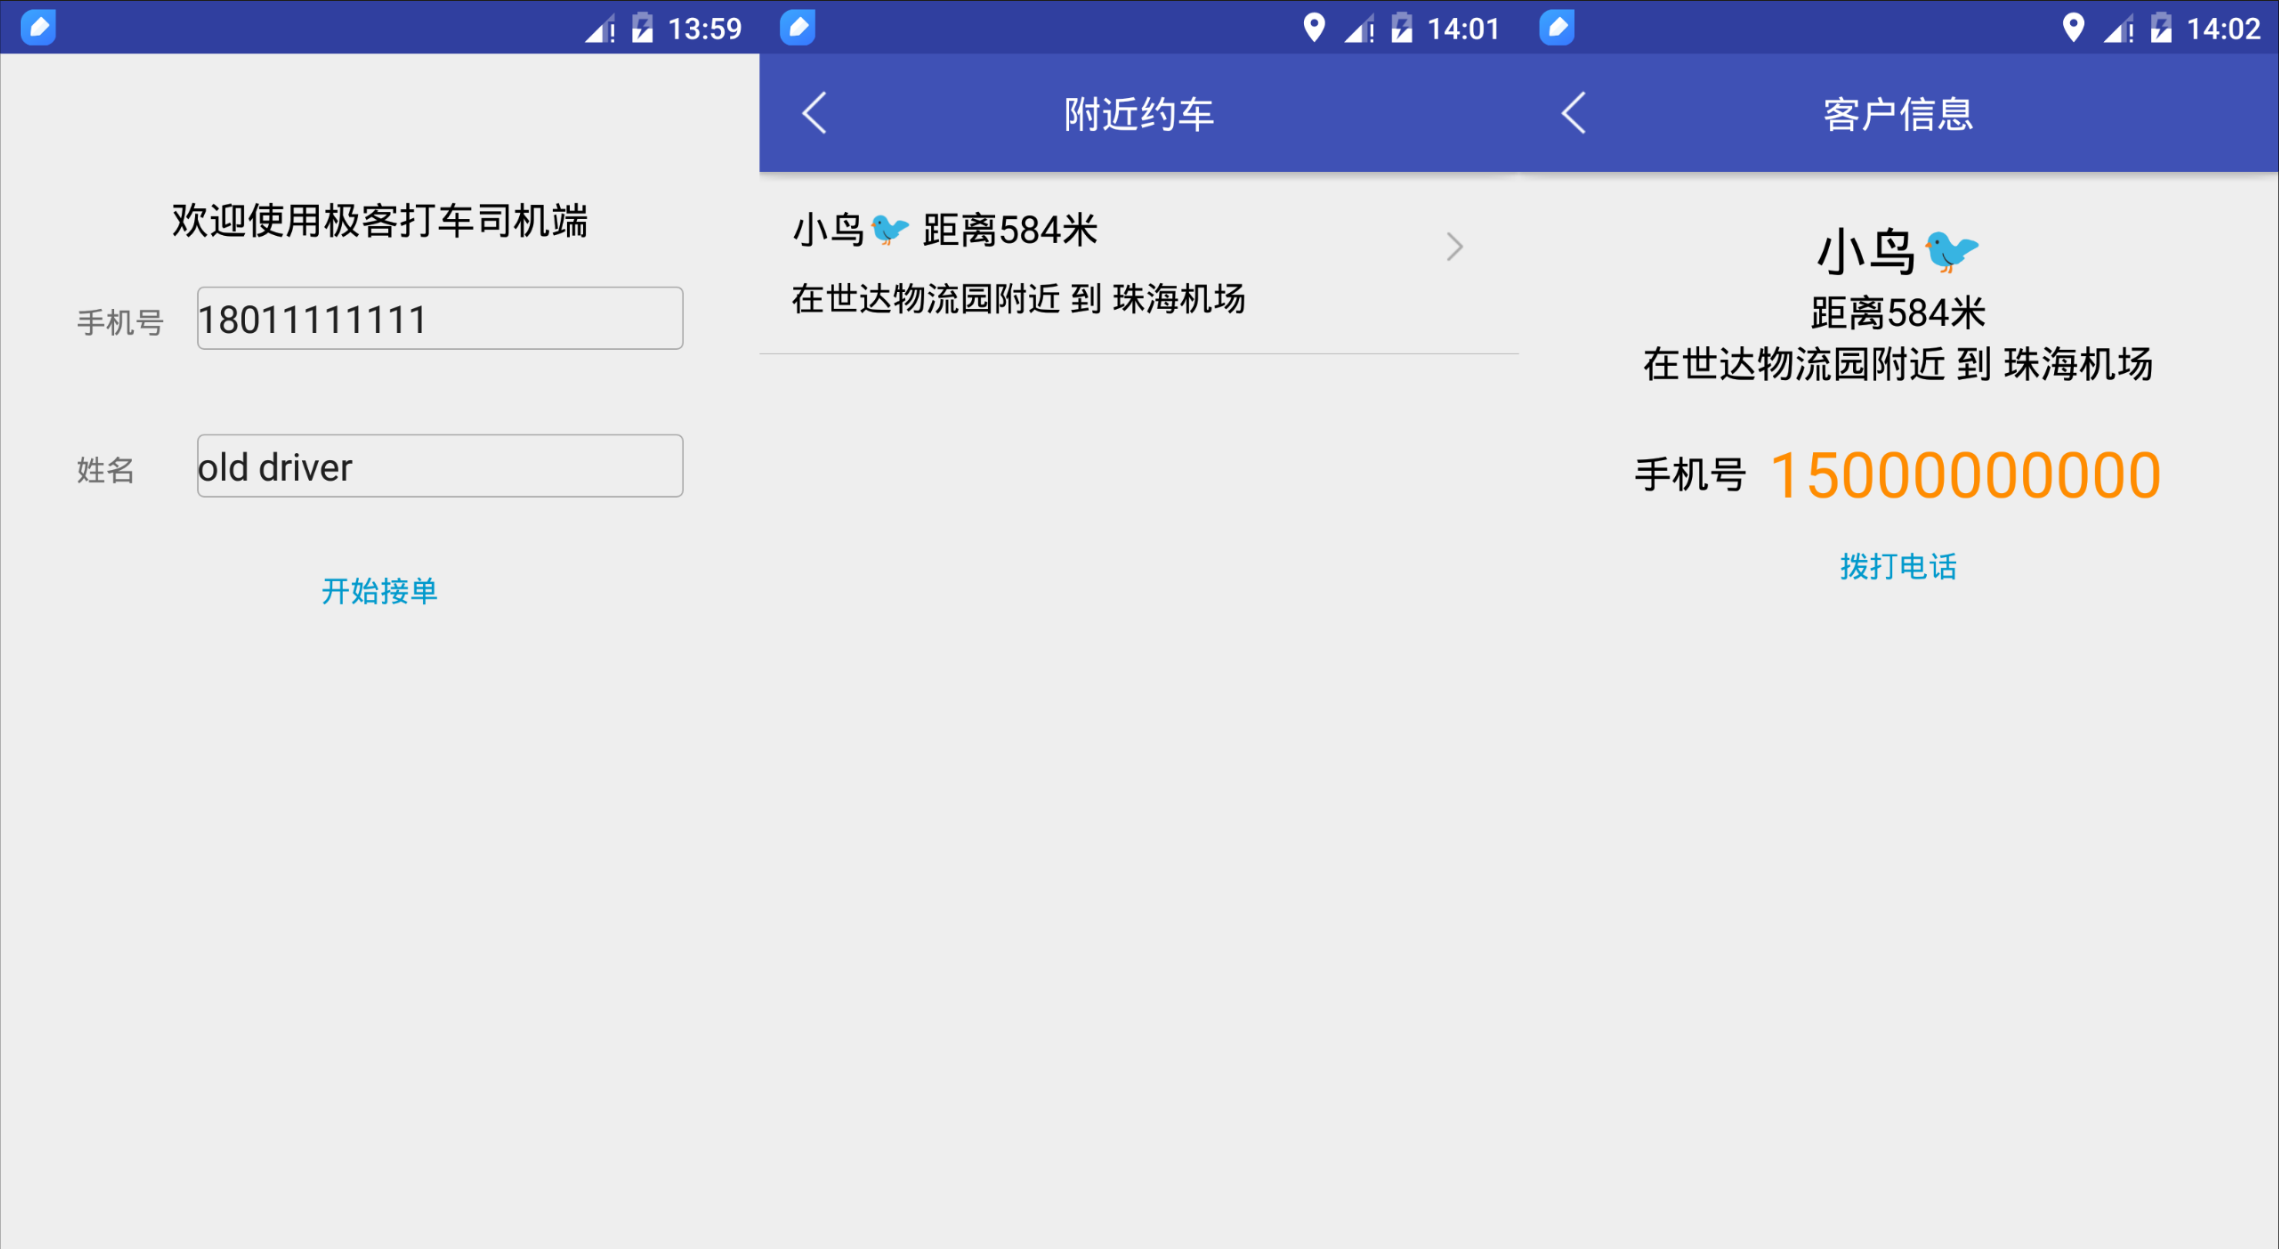 13:59
欢迎使用极客打车司机端
手机号 18011111111
姓名 old driver
开始接单
14:01
附近约车
小鸟🐦 距离584米
在世达物流园附近 到 珠海机场
14:02
客户信息
小鸟🐦
距离584米
在世达物流园附近 到 珠海机场
手机号 15000000000
拨打电话